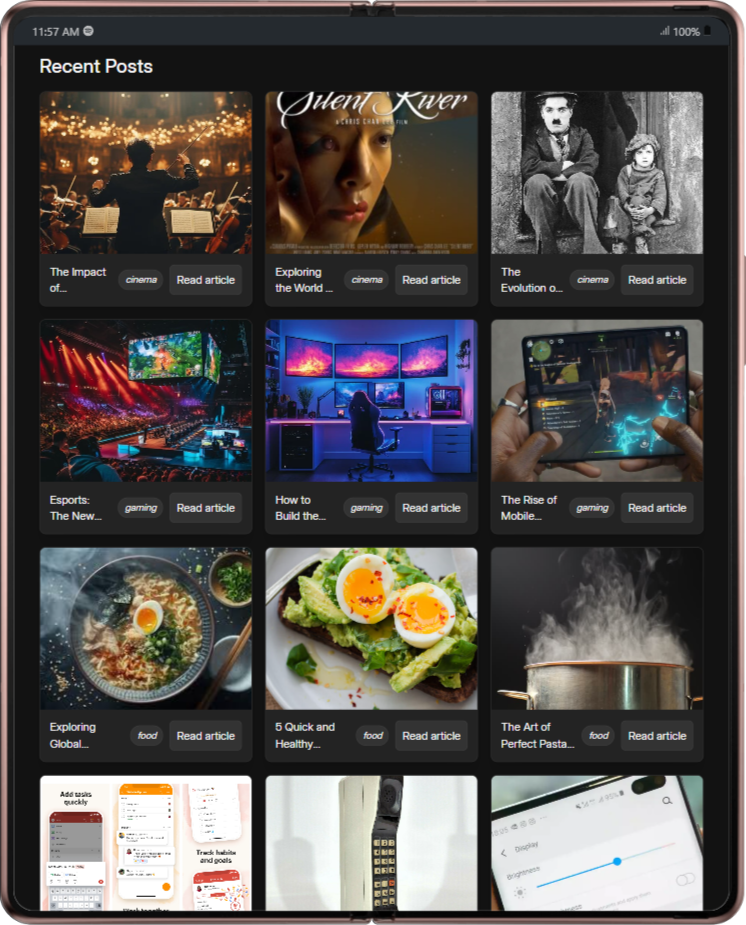 11:57 AM
100%
Recent Posts
Silent River
A CHRIS CHAN FILM
The Impact
of...
cinema
Read article
Exploring
the World ...
cinema
Read article
The
Evolution o...
cinema
Read article
Esports:
The New...
gaming
Read article
How to
Build the...
gaming
Read article
The Rise of
Mobile...
gaming
Read article
Exploring
Global...
food
Read article
5 Quick and
Healthy...
food
Read article
The Art of
Perfect Pasta...
food
Read article
Add tasks
quickly
Track habits
and goals
Display
Brightness